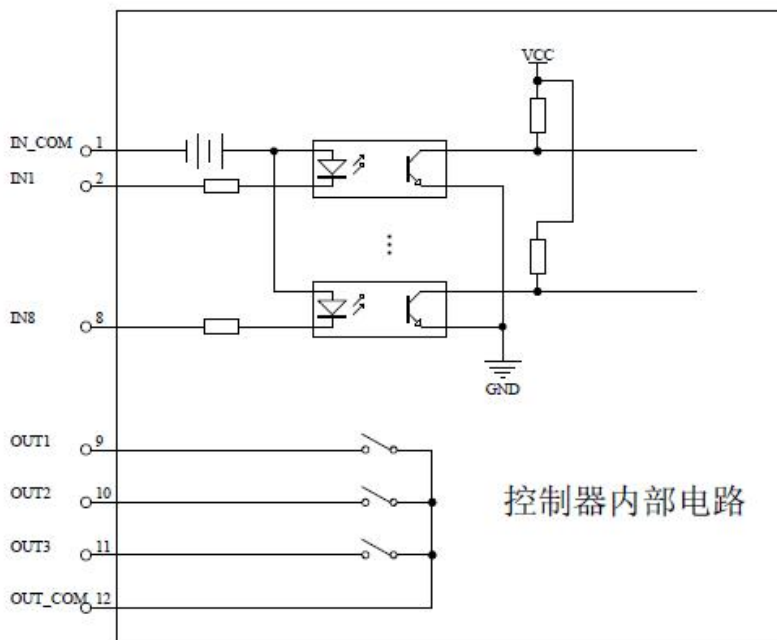 VCC
IN_COM 1
IN1 2
IN8 8
GND
OUT1 9
OUT2 10
控制器内部电路
OUT3 11
OUT_COM 12